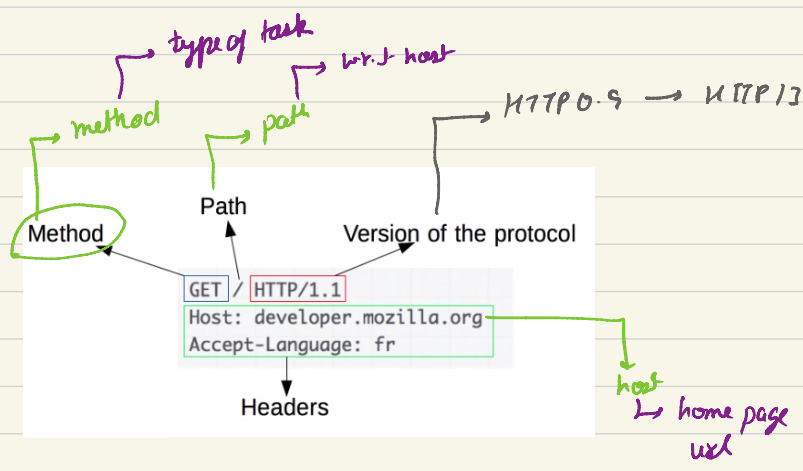 type of task
w.r.t host
method
path
HTTP 0.9 → HTTP/3
Path
Method
Version of the protocol
GET / HTTP/1.1
Host: developer.mozilla.org
Accept-Language: fr
Headers
host
home page
url